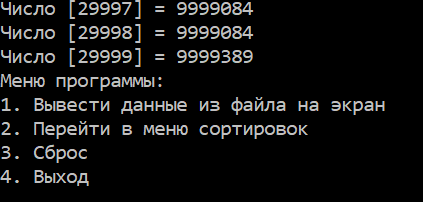 Число [29997] = 9999084
Число [29998] = 9999084
Число [29999] = 9999389
Меню программы:
1. Вывести данные из файла на экран
2. Перейти в меню сортировок
3. Сброс
4. Выход